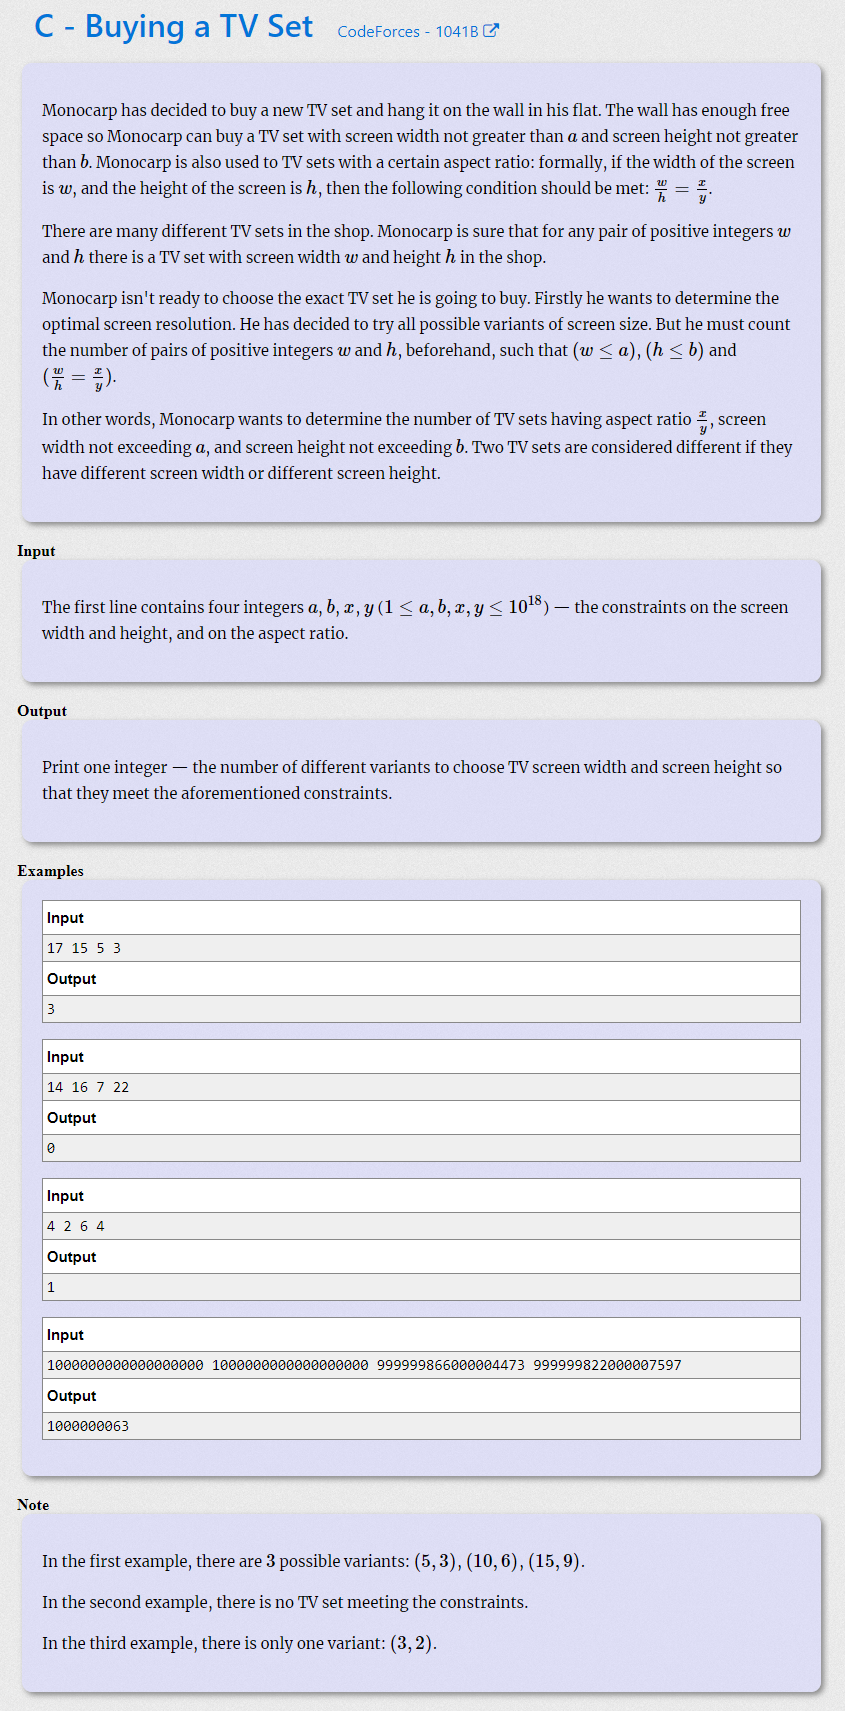 C - Buying a TV Set CodeForces - 1041B
Monocarp has decided to buy a new TV set and hang it on the wall in his flat. The wall has enough free
space so Monocarp can buy a TV set with screen width not greater than a and screen height not greater
than b. Monocarp is also used to TV sets with a certain aspect ratio: formally, if the width of the screen
is w, and the height of the screen is h, then the following condition should be met: w/h = x/y.
There are many different TV sets in the shop. Monocarp is sure that for any pair of positive integers w
and h there is a TV set with screen width w and height h in the shop.
Monocarp isn't ready to choose the exact TV set he is going to buy. Firstly he wants to determine the
optimal screen resolution. He has decided to try all possible variants of screen size. But he must count
the number of pairs of positive integers w and h, beforehand, such that (w ≤ a), (h ≤ b) and
(w/h = x/y).
In other words, Monocarp wants to determine the number of TV sets having aspect ratio x/y, screen
width not exceeding a, and screen height not exceeding b. Two TV sets are considered different if they
have different screen width or different screen height.
Input
The first line contains four integers a, b, x, y (1 ≤ a, b, x, y ≤ 10^18) — the constraints on the screen
width and height, and on the aspect ratio.
Output
Print one integer — the number of different variants to choose TV screen width and screen height so
that they meet the aforementioned constraints.
Examples
Input
17 15 5 3
Output
3
Input
14 16 7 22
Output
0
Input
4 2 6 4
Output
1
Input
1000000000000000000 1000000000000000000 999999866000004473 999999822000007597
Output
1000000063
Note
In the first example, there are 3 possible variants: (5, 3), (10, 6), (15, 9).
In the second example, there is no TV set meeting the constraints.
In the third example, there is only one variant: (3, 2).